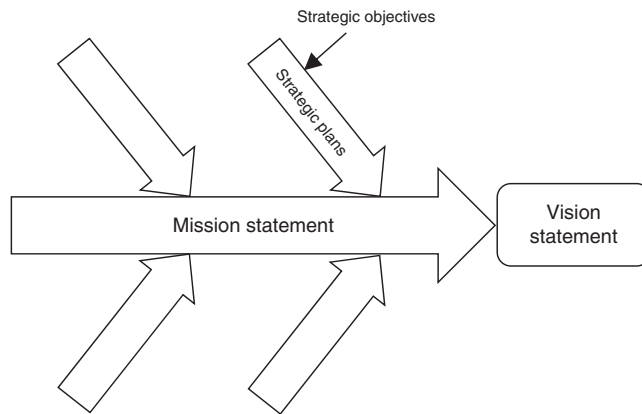 Strategic objectives
Strategic plans
Mission statement
Vision
statement